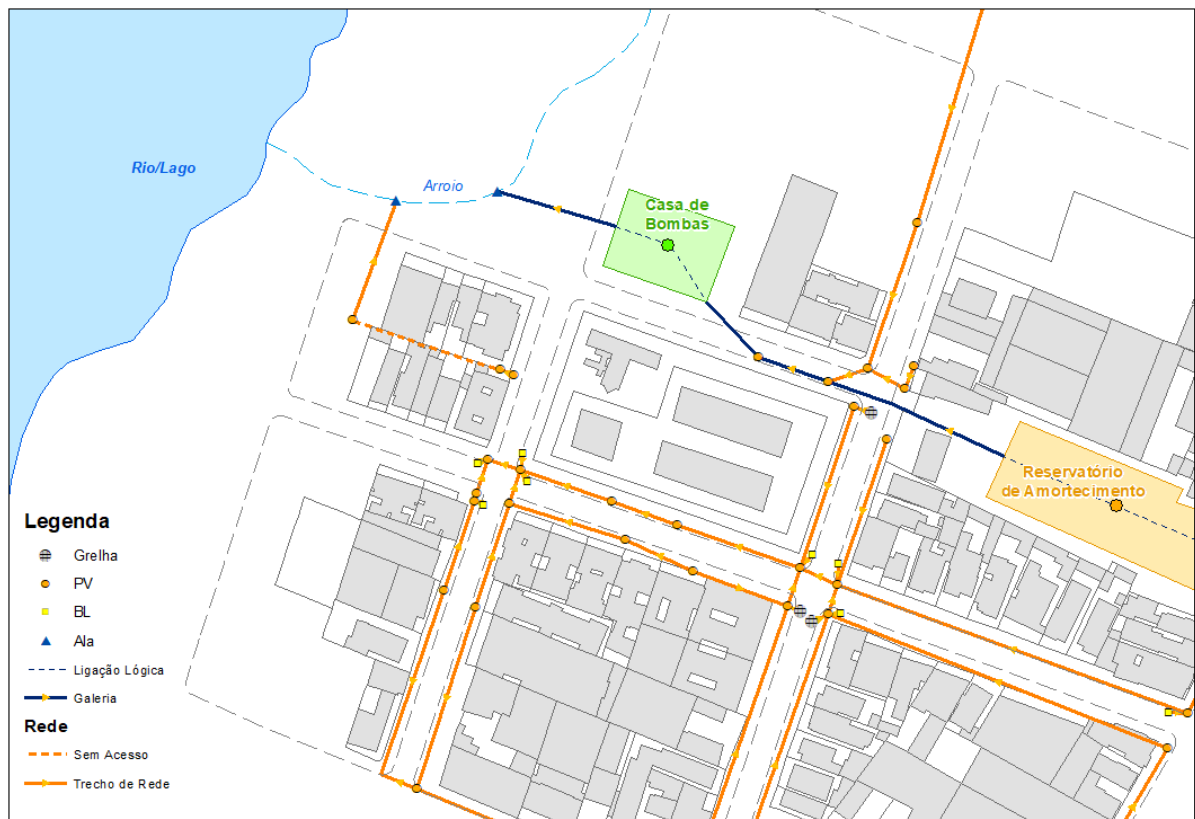 Rio/Lago
Arroio
Casa de
Bombas
Reservatório
de Amortecimento
Legenda
Grelha
PV
BL
Ala
Ligação Lógica
Galeria
Rede
Sem Acesso
Trecho de Rede